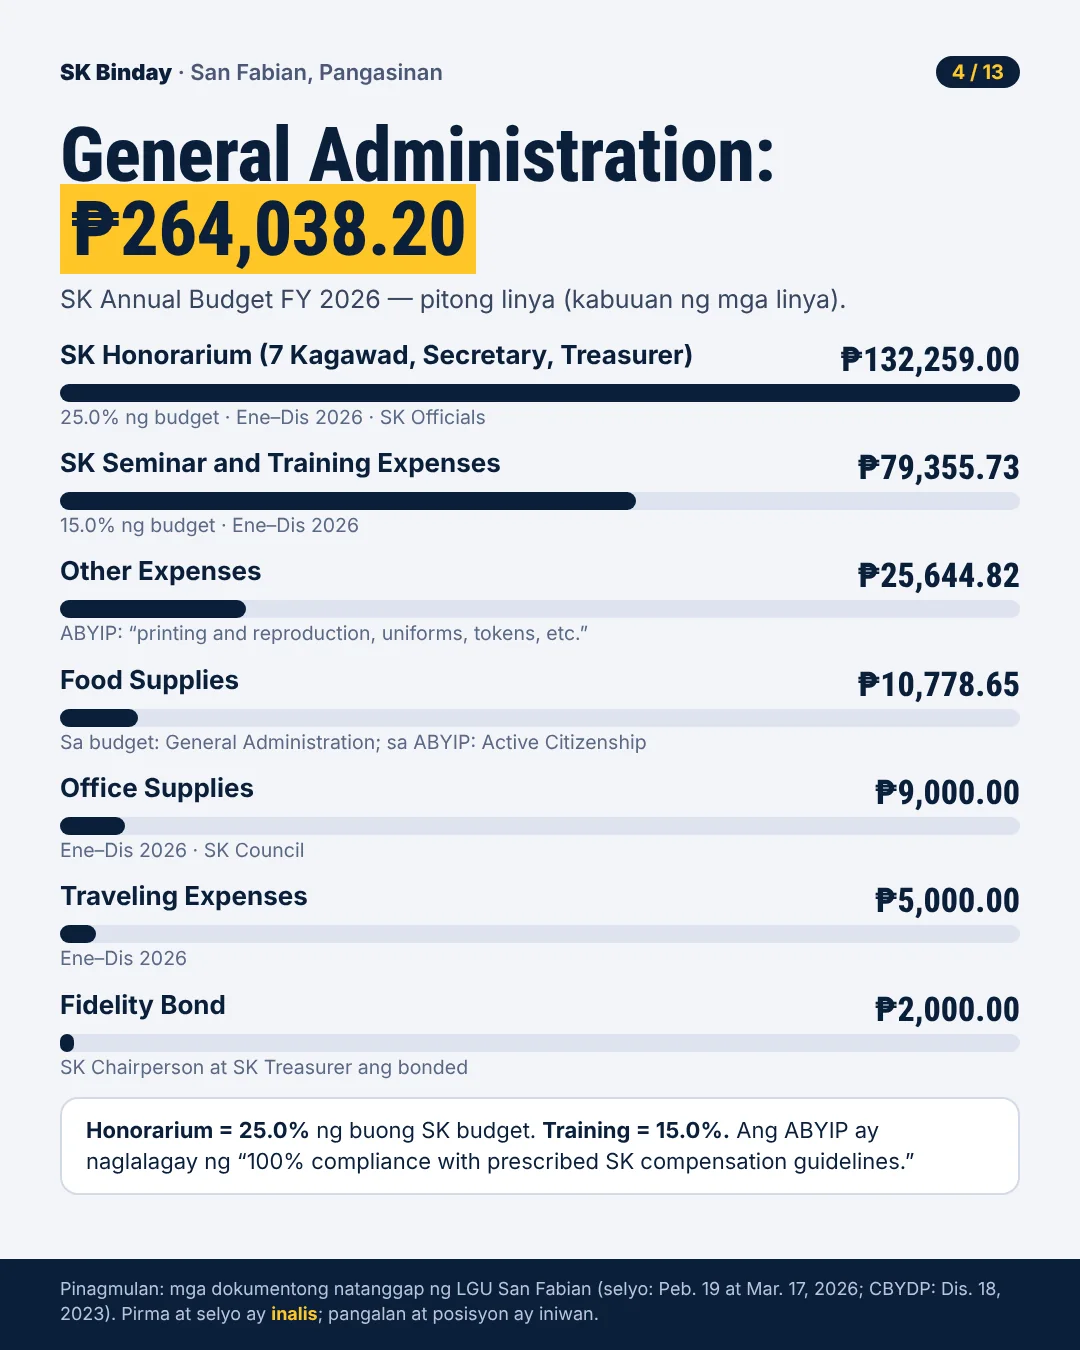 SK Binday · San Fabian, Pangasinan
4 / 13
General Administration:
₱264,038.20
SK Annual Budget FY 2026 — pitong linya (kabuuan ng mga linya).
SK Honorarium (7 Kagawad, Secretary, Treasurer)
₱132,259.00
25.0% ng budget · Ene–Dis 2026 · SK Officials
SK Seminar and Training Expenses
₱79,355.73
15.0% ng budget · Ene–Dis 2026
Other Expenses
₱25,644.82
ABYIP: “printing and reproduction, uniforms, tokens, etc.”
Food Supplies
₱10,778.65
Sa budget: General Administration; sa ABYIP: Active Citizenship
Office Supplies
₱9,000.00
Ene–Dis 2026 · SK Council
Traveling Expenses
₱5,000.00
Ene–Dis 2026
Fidelity Bond
₱2,000.00
SK Chairperson at SK Treasurer ang bonded
Honorarium = 25.0% ng buong SK budget. Training = 15.0%. Ang ABYIP ay
naglalagay ng “100% compliance with prescribed SK compensation guidelines.”
Pinagmulan: mga dokumentong natanggap ng LGU San Fabian (selyo: Peb. 19 at Mar. 17, 2026; CBYDP: Dis. 18,
2023). Pirma at selyo ay inalis; pangalan at posisyon ay iniwan.